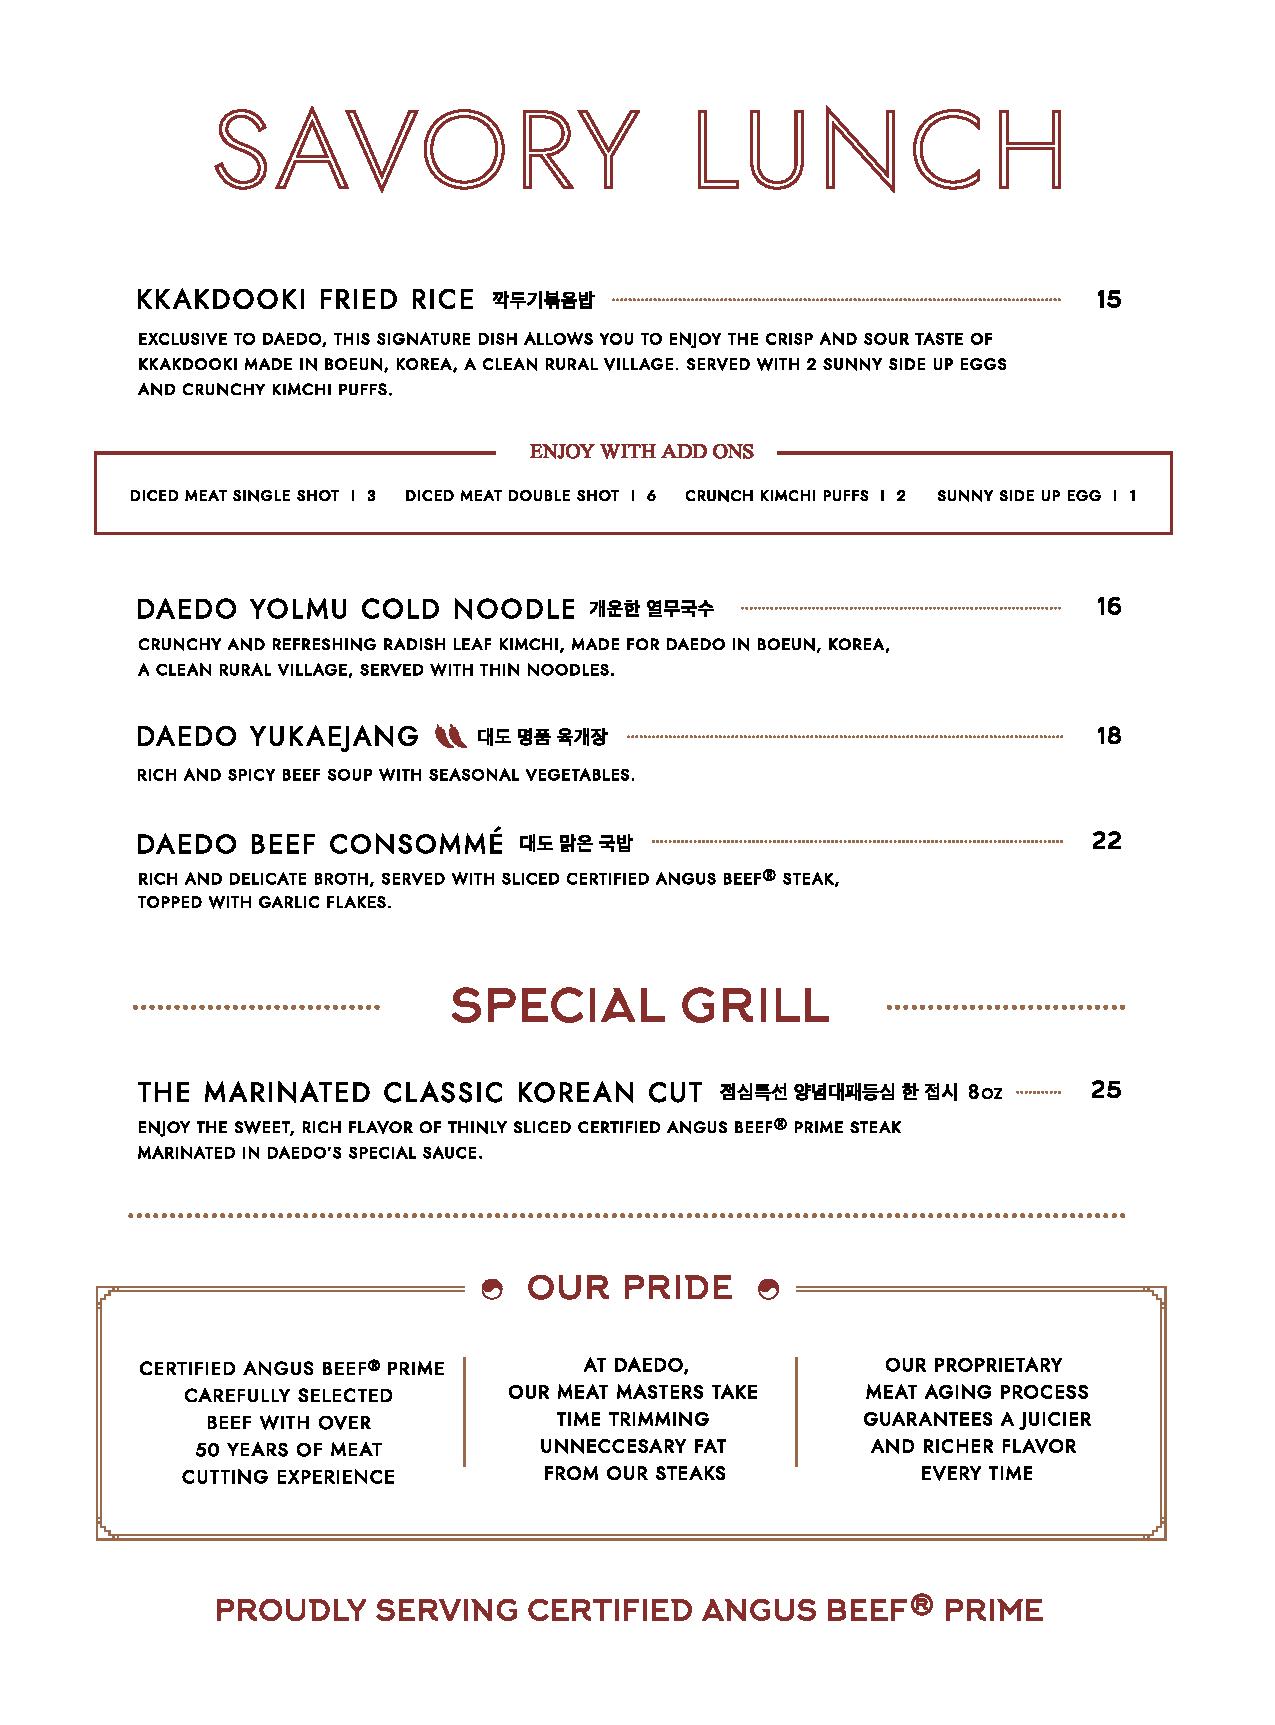 SAVORY LUNCH
KKAKDOOKI FRIED RICE 깍두기볶음밥 15
EXCLUSIVE TO DAEDO, THIS SIGNATURE DISH ALLOWS YOU TO ENJOY THE CRISP AND SOUR TASTE OF
KKAKDOOKI MADE IN BOEUN, KOREA, A CLEAN RURAL VILLAGE. SERVED WITH 2 SUNNY SIDE UP EGGS
AND CRUNCHY KIMCHI PUFFS.
ENJOY WITH ADD ONS
DICED MEAT SINGLE SHOT | 3 DICED MEAT DOUBLE SHOT | 6 CRUNCH KIMCHI PUFFS | 2 SUNNY SIDE UP EGG | 1
DAEDO YOLMU COLD NOODLE 개운한 열무국수 16
CRUNCHY AND REFRESHING RADISH LEAF KIMCHI, MADE FOR DAEDO IN BOEUN, KOREA,
A CLEAN RURAL VILLAGE, SERVED WITH THIN NOODLES.
DAEDO YUKAEJANG 대도 명품 육개장 18
RICH AND SPICY BEEF SOUP WITH SEASONAL VEGETABLES.
DAEDO BEEF CONSOMMÉ 대도 맑은 국밥 22
RICH AND DELICATE BROTH, SERVED WITH SLICED CERTIFIED ANGUS BEEF® STEAK,
TOPPED WITH GARLIC FLAKES.
SPECIAL GRILL
THE MARINATED CLASSIC KOREAN CUT 점심특선 양념대패등심 한 접시 8oz 25
ENJOY THE SWEET, RICH FLAVOR OF THINLY SLICED CERTIFIED ANGUS BEEF® PRIME STEAK
MARINATED IN DAEDO'S SPECIAL SAUCE.
OUR PRIDE
CERTIFIED ANGUS BEEF® PRIME
CAREFULLY SELECTED
BEEF WITH OVER
50 YEARS OF MEAT
CUTTING EXPERIENCE
AT DAEDO,
OUR MEAT MASTERS TAKE
TIME TRIMMING
UNNECCESARY FAT
FROM OUR STEAKS
OUR PROPRIETARY
MEAT AGING PROCESS
GUARANTEES A JUICIER
AND RICHER FLAVOR
EVERY TIME
PROUDLY SERVING CERTIFIED ANGUS BEEF® PRIME